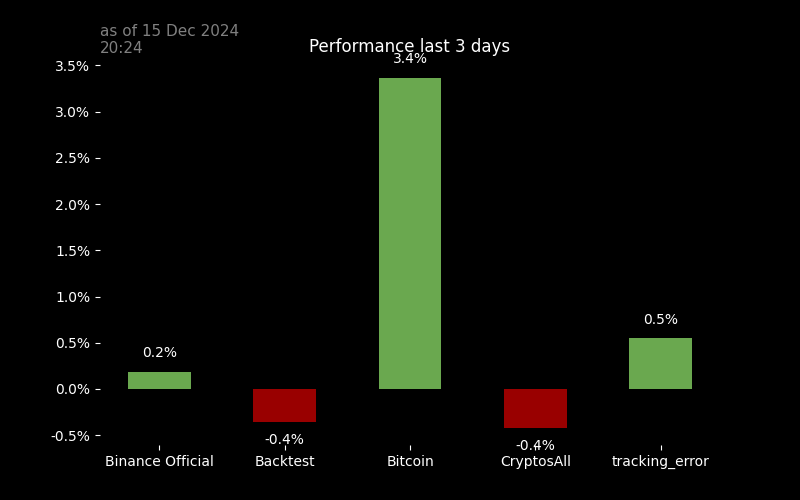 as of 15 Dec 2024
20:24
Performance last 3 days
3.5%
3.0%
2.5%
2.0%
1.5%
1.0%
0.5%
0.0%
-0.5%
0.2%
-0.4%
3.4%
-0.4%
0.5%
Binance Official
Backtest
Bitcoin
CryptosAll
tracking_error